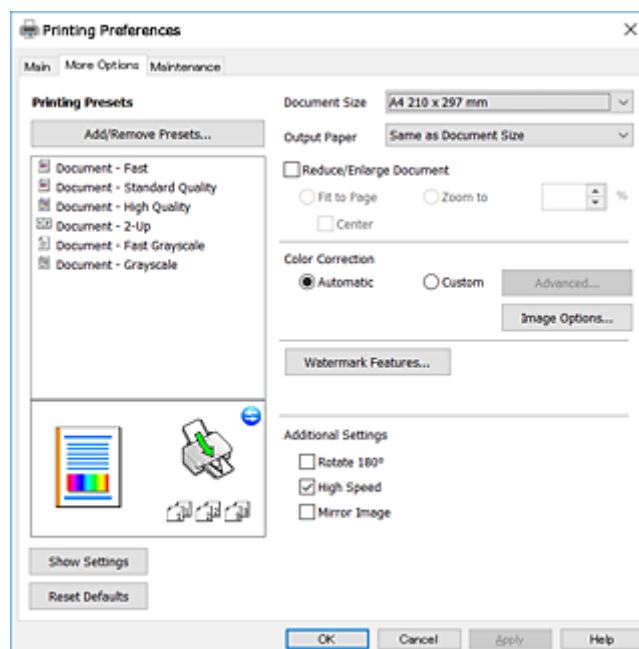 Printing Preferences
Main
More Options
Maintenance
Printing Presets
Add/Remove Presets...
Document - Fast
Document - Standard Quality
Document - High Quality
Document - 2-Up
Document - Fast Grayscale
Document - Grayscale
Show Settings
Reset Defaults
Document Size
A4 210 x 297 mm
Output Paper
Same as Document Size
Reduce/Enlarge Document
Fit to Page
Zoom to
%
Center
Color Correction
Automatic
Custom
Advanced...
Image Options...
Watermark Features...
Additional Settings
Rotate 180º
High Speed
Mirror Image
OK
Cancel
Apply
Help